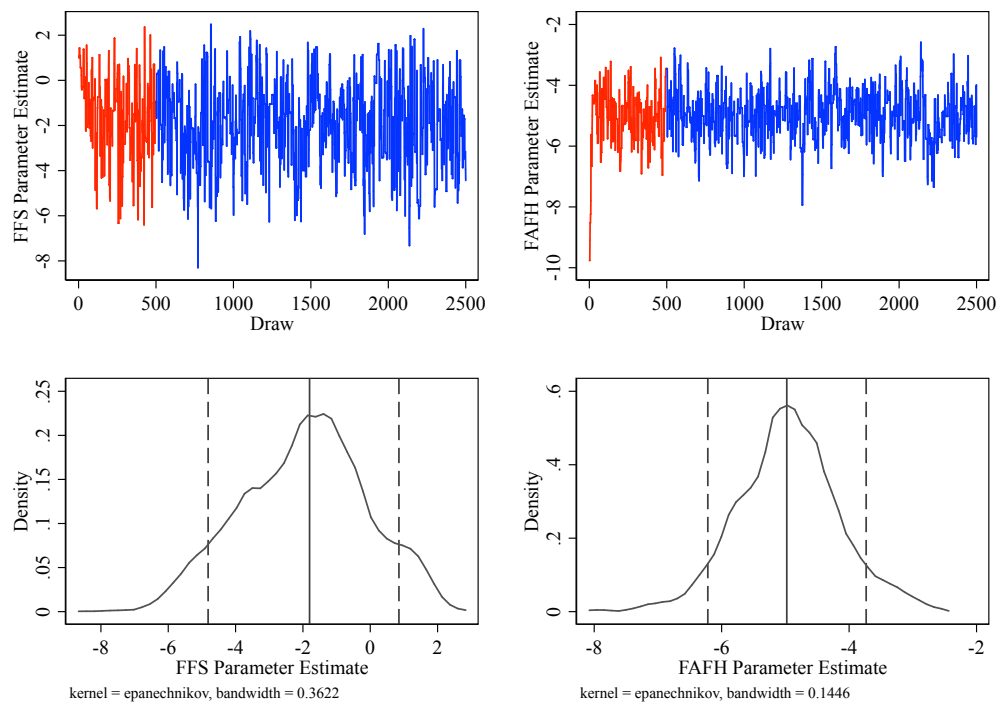 FFS Parameter Estimate
2
0
-2
-4
-6
-8
0 500 1000 1500 2000 2500
Draw
FAFH Parameter Estimate
-2
-4
-6
-8
-10
0 500 1000 1500 2000 2500
Draw
Density
.25
.2
.15
.1
.05
0
-8 -6 -4 -2 0 2
FFS Parameter Estimate
kernel = epanechnikov, bandwidth = 0.3622
Density
.6
.4
.2
0
-8 -6 -4 -2
FAFH Parameter Estimate
kernel = epanechnikov, bandwidth = 0.1446